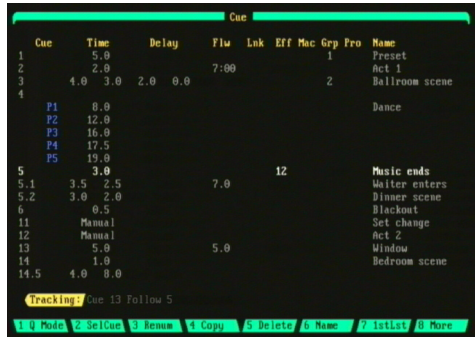 Cue
Cue Time Delay Flw Lnk Eff Mac Grp Pro Name
1 5.0 1 Preset
2 2.0 7:00 Act 1
3 4.0 3.0 2.0 0.0 2 Ballroom scene
4
P1 8.0 Dance
P2 12.0
P3 16.0
P4 17.5
P5 19.0
5 3.0 12 Music ends
5.1 3.5 2.5 7.0 Waiter enters
5.2 3.0 2.0 Dinner scene
6 0.5 Blackout
11 Manual Set change
12 Manual Act 2
13 5.0 5.0 Window
14 1.0 Bedroom scene
14.5 4.0 8.0
Tracking: Cue 13 Follow 5
1 Q Mode 2 SelCue 3 Renum 4 Copy 5 Delete 6 Name 7 1stLst 8 More